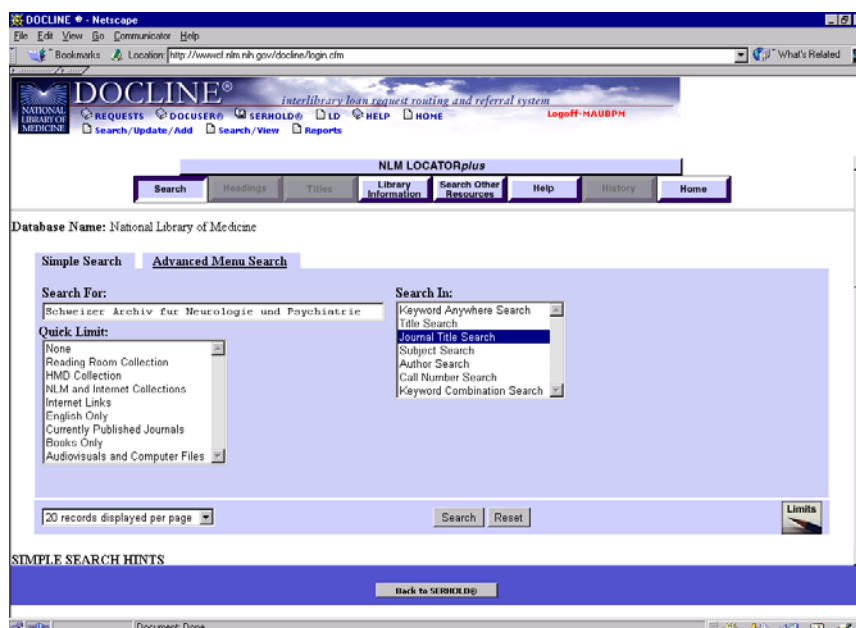 DOCLINE ® - Netscape
File Edit View Go Communicator Help
Bookmarks Location: http://wwwcf.nlm.nih.gov/docline/login.cfm What's Related
NATIONAL LIBRARY OF MEDICINE
DOCLINE®
interlibrary loan request routing and referral system
REQUESTS DOCUSER® SERHOLD® LD HELP HOME Logoff-MAUBPM
Search/Update/Add Search/View Reports
NLM LOCATORplus
Search Headings Titles Library Information Search Other Resources Help History Home
Database Name: National Library of Medicine
Simple Search Advanced Menu Search
Search For:
Schweizer Archiv fur Neurologie und Psychiatrie
Quick Limit:
None
Reading Room Collection
HMD Collection
NLM and Internet Collections
Internet Links
English Only
Currently Published Journals
Books Only
Audiovisuals and Computer Files
Search In:
Keyword Anywhere Search
Title Search
Journal Title Search
Subject Search
Author Search
Call Number Search
Keyword Combination Search
20 records displayed per page Search Reset Limits
SIMPLE SEARCH HINTS
Back to SERHOLD®
Document: Done